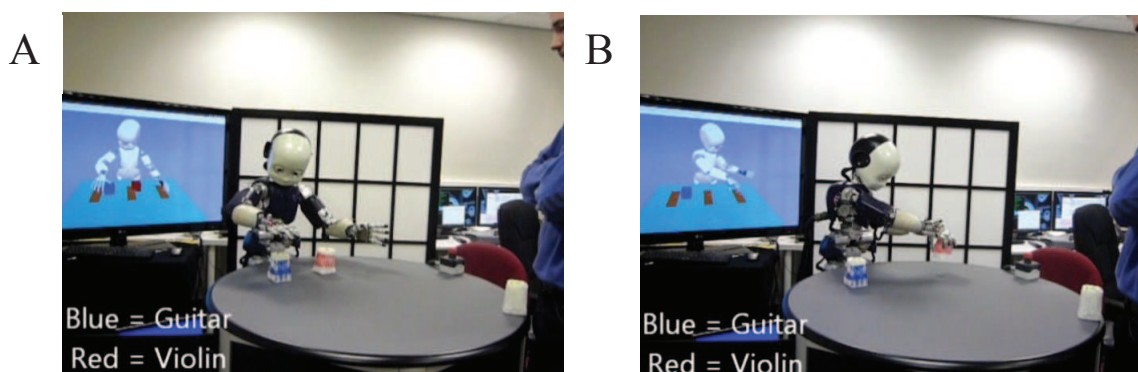 A
B
Blue = Guitar
Red = Violin
Blue = Guitar
Red = Violin